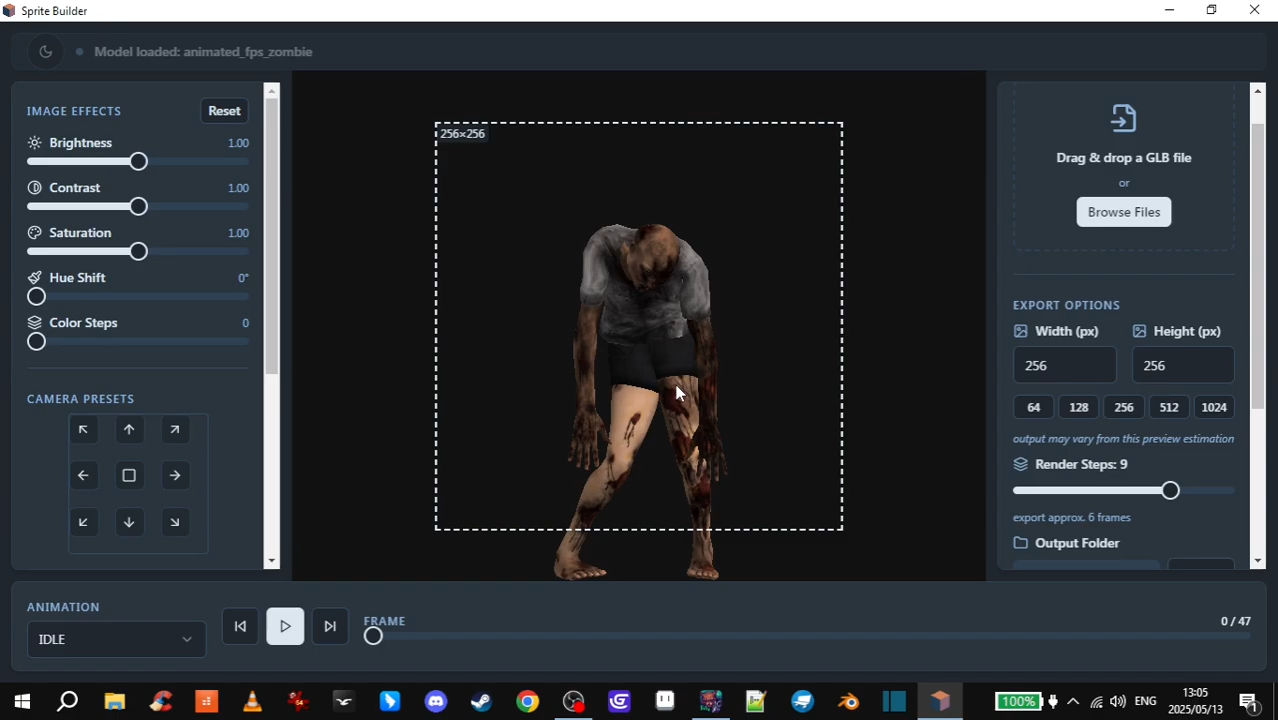 Sprite Builder
Model loaded: animated_fps_zombie
IMAGE EFFECTS
Reset
Brightness 1.00
Contrast 1.00
Saturation 1.00
Hue Shift 0°
Color Steps 0
CAMERA PRESETS
256×256
Drag & drop a GLB file
or
Browse Files
EXPORT OPTIONS
Width (px) Height (px)
256 256
64 128 256 512 1024
output may vary from this preview estimation
Render Steps: 9
export approx. 6 frames
Output Folder
ANIMATION
IDLE
FRAME 0 / 47
100% ENG
13:05
2025/05/13
1